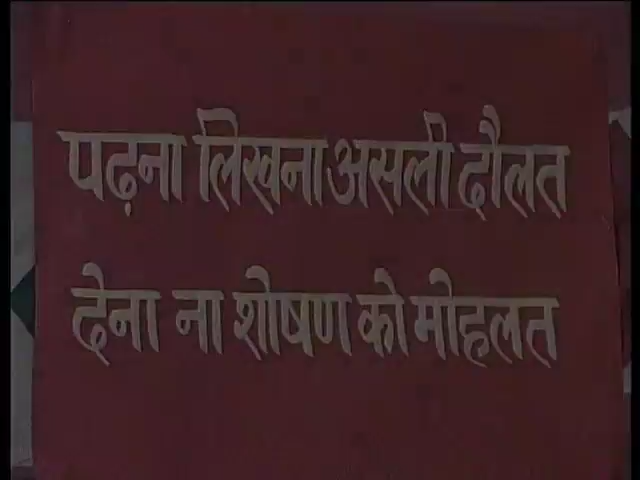 पढ़ना लिखना असली दौलत
देना ना शोषण को मोहलत